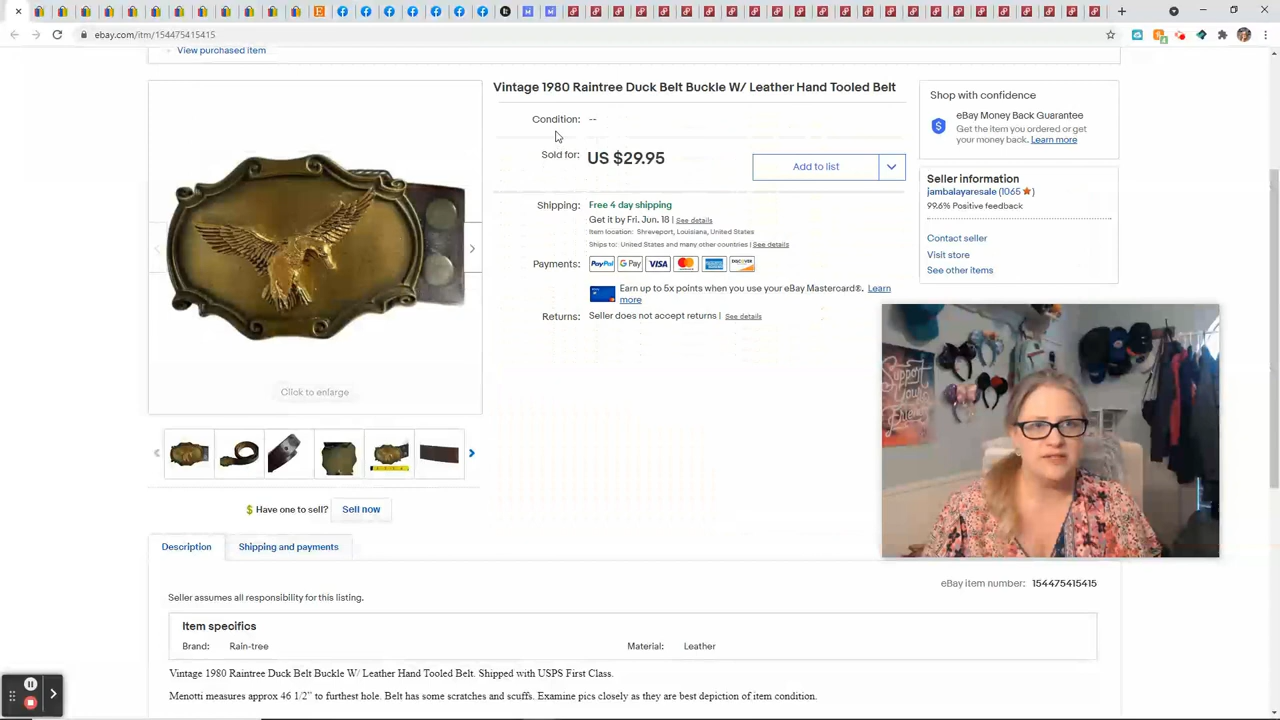 ebay.com/itm/154475415415
View purchased item
Vintage 1980 Raintree Duck Belt Buckle W/ Leather Hand Tooled Belt
Condition: --
Sold for: US $29.95
Add to list
Shipping: Free 4 day shipping
Get it by Fri. Jun. 18 | See details
Item location: Shreveport, Louisiana, United States
Ships to: United States and many other countries | See details
Payments: PayPal G Pay VISA DISCOVER
Earn up to 5x points when you use your eBay Mastercard®. Learn
more
Returns: Seller does not accept returns | See details
Shop with confidence
eBay Money Back Guarantee
Get the item you ordered or get
your money back. Learn more
Seller information
jambalayaresale (1065 )
99.6% Positive feedback
Contact seller
Visit store
See other items
Click to enlarge
Have one to sell? Sell now
Support
Your
Friend
Description
Shipping and payments
eBay item number: 154475415415
Seller assumes all responsibility for this listing.
Item specifics
Brand: Rain-tree
Material: Leather
Vintage 1980 Raintree Duck Belt Buckle W/ Leather Hand Tooled Belt. Shipped with USPS First Class.
Menotti measures approx 46 1/2” to furthest hole. Belt has some scratches and scuffs. Examine pics closely as they are best depiction of item condition.